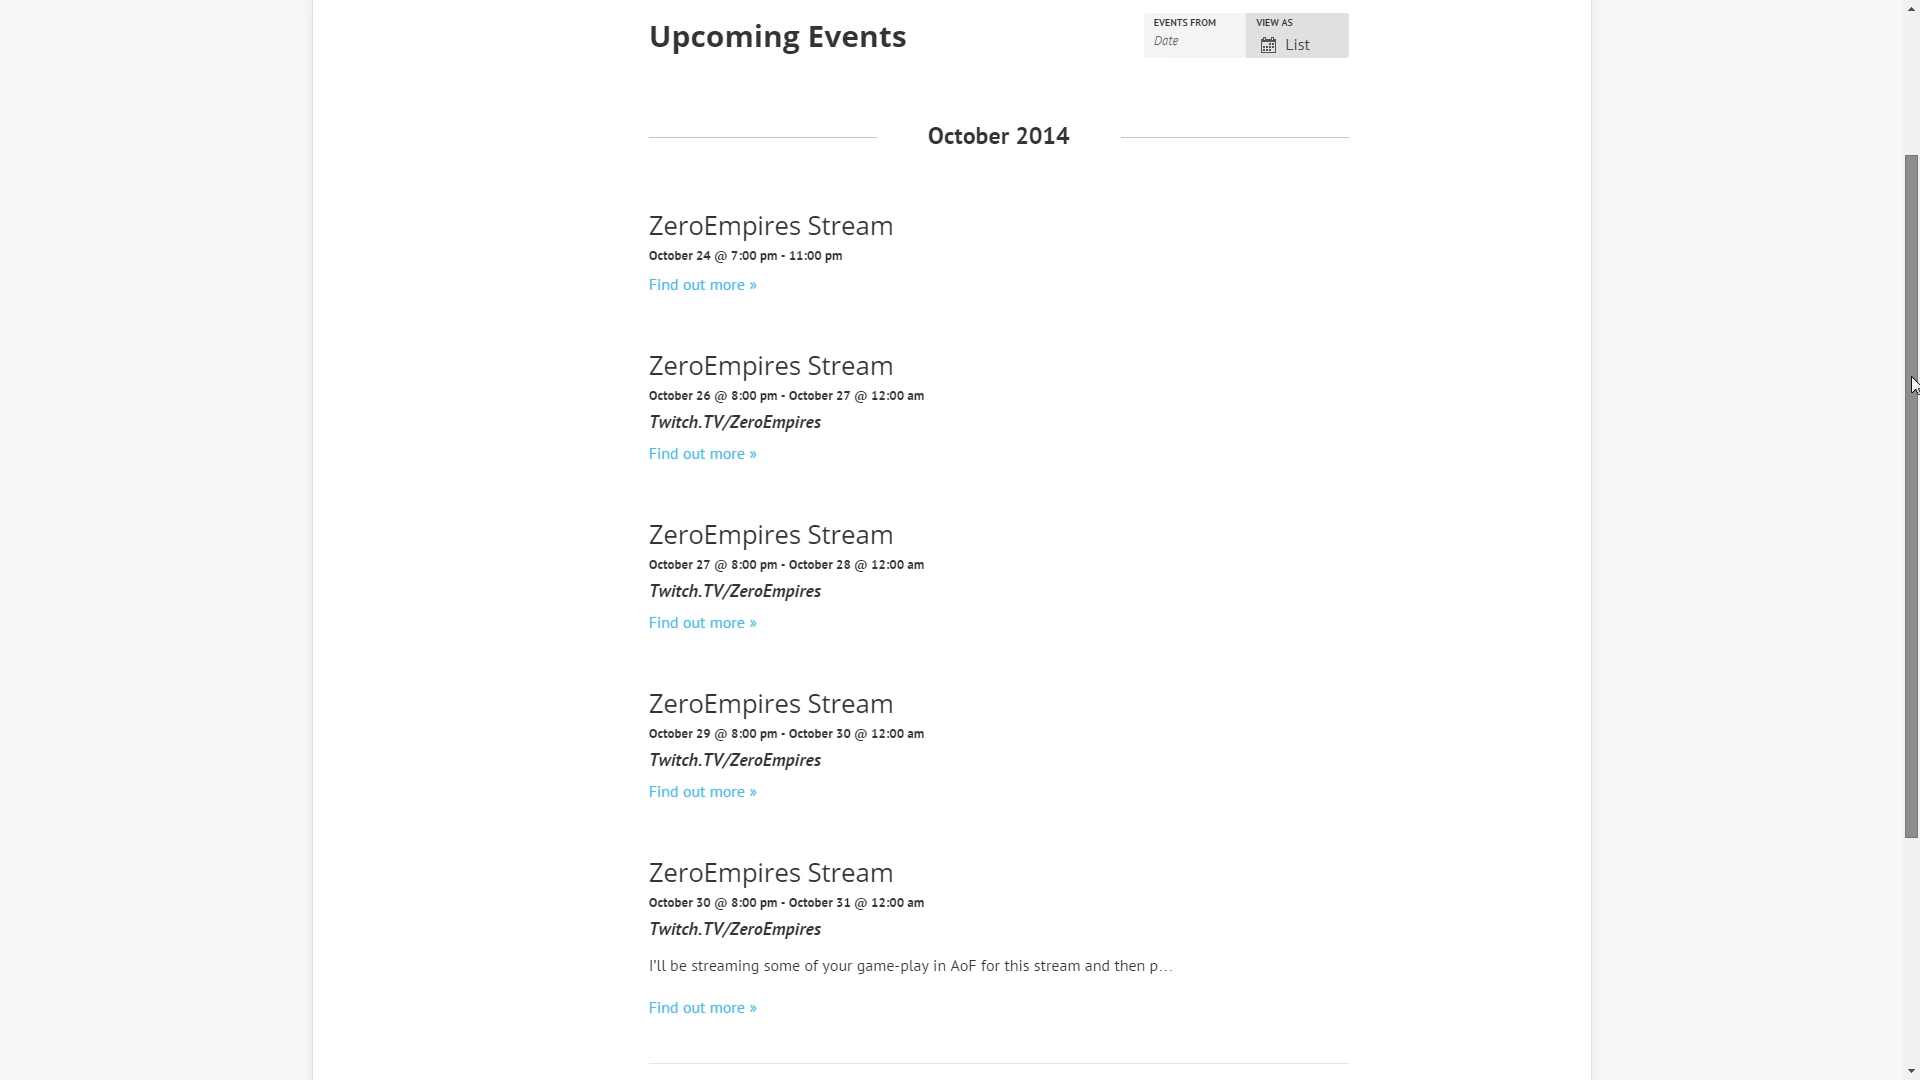 Upcoming Events
EVENTS FROM
Date
VIEW AS
List
October 2014
ZeroEmpires Stream
October 24 @ 7:00 pm - 11:00 pm
Find out more »
ZeroEmpires Stream
October 26 @ 8:00 pm - October 27 @ 12:00 am
Twitch.TV/ZeroEmpires
Find out more »
ZeroEmpires Stream
October 27 @ 8:00 pm - October 28 @ 12:00 am
Twitch.TV/ZeroEmpires
Find out more »
ZeroEmpires Stream
October 29 @ 8:00 pm - October 30 @ 12:00 am
Twitch.TV/ZeroEmpires
Find out more »
ZeroEmpires Stream
October 30 @ 8:00 pm - October 31 @ 12:00 am
Twitch.TV/ZeroEmpires
I’ll be streaming some of your game-play in AoF for this stream and then p…
Find out more »